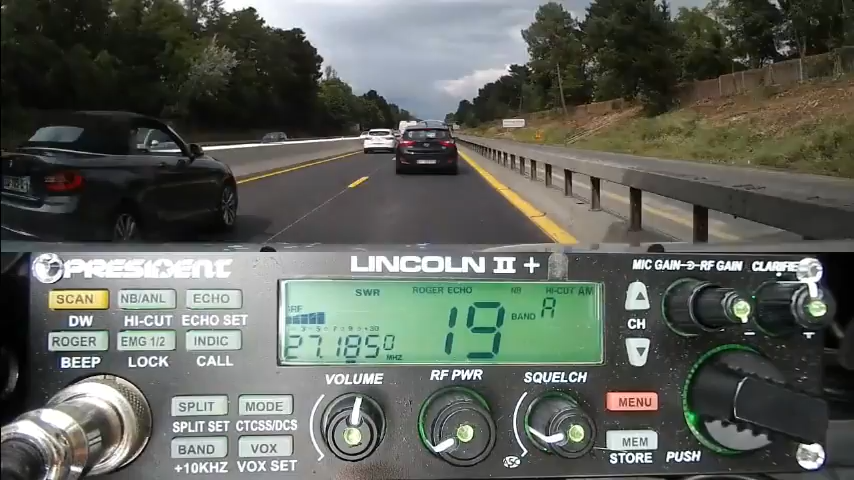 PRESIDENT
LINCOLN II +
MIC GAIN RF GAIN CLARIFIER
SCAN NB/ANL ECHO
DW HI-CUT ECHO SET
ROGER EMG 1/2 INDIC
BEEP LOCK CALL
SWR ROGER ECHO NB HI-CUT AM
RF
19 BAND A
27.1850 MHZ
CH
VOLUME RF PWR SQUELCH
SPLIT MODE
SPLIT SET CTCSS/DCS
BAND VOX
+10KHZ VOX SET
MENU
MEM
STORE PUSH
ASC